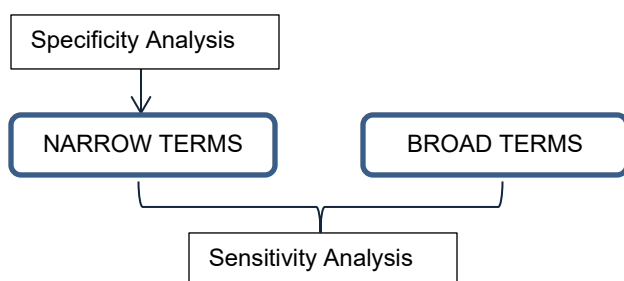 Specificity Analysis
NARROW TERMS
BROAD TERMS
Sensitivity Analysis